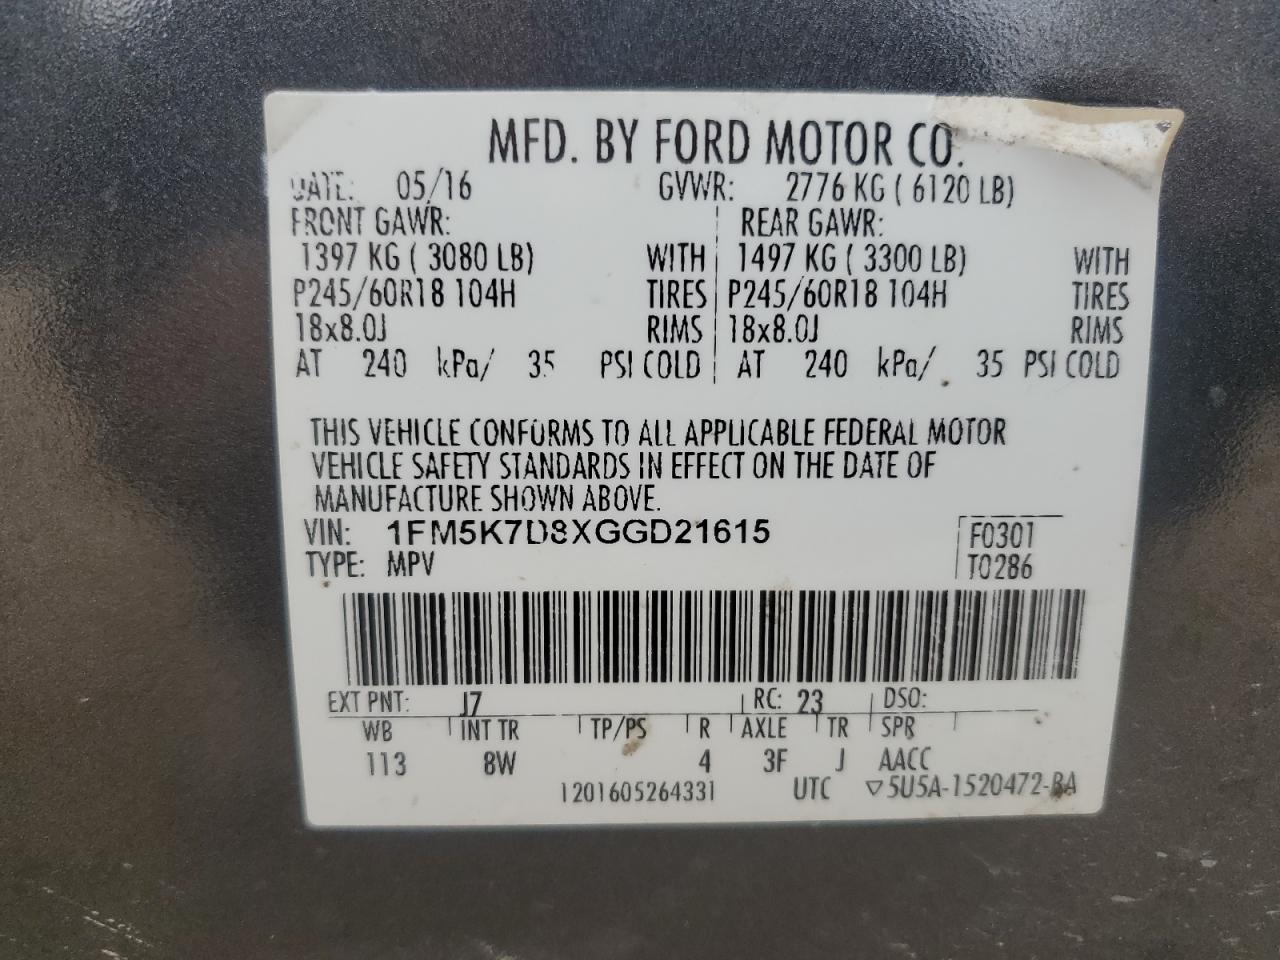 MFD. BY FORD MOTOR CO.
DATE: 05/16 GVWR: 2776 KG ( 6120 LB)
FRONT GAWR: REAR GAWR:
1397 KG ( 3080 LB) WITH 1497 KG ( 3300 LB) WITH
P245/60R18 104H TIRES P245/60R18 104H TIRES
18x8.0J RIMS 18x8.0J RIMS
AT 240 kPa/ 35 PSI COLD AT 240 kPa/ 35 PSI COLD
THIS VEHICLE CONFORMS TO ALL APPLICABLE FEDERAL MOTOR
VEHICLE SAFETY STANDARDS IN EFFECT ON THE DATE OF
MANUFACTURE SHOWN ABOVE.
VIN: 1FM5K7D8XGGD21615 F0301
TYPE: MPV T0286
EXT PNT: J7 RC: 23 DSO:
WB INT TR TP/PS R AXLE TR SPR
113 8W 4 3F J AACC
1201605264331 UTC ▽5U5A-1520472-BA